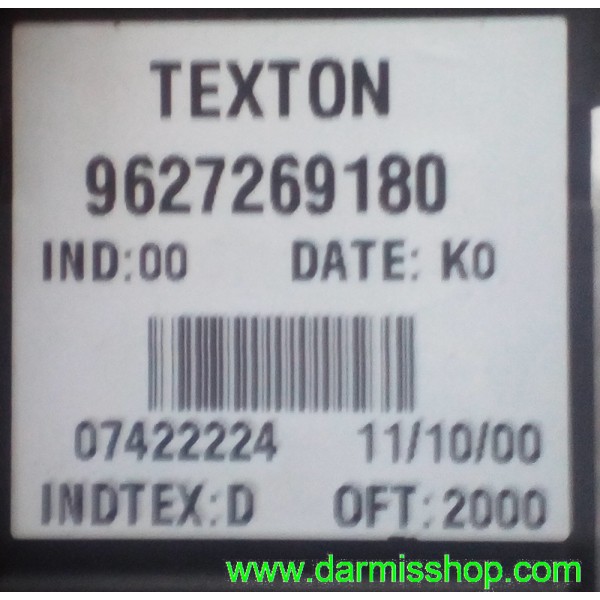 TEXTON
9627269180
IND:00 DATE: K0
07422224 11/10/00
INDTEX:D OFT:2000
www.darmisshop.com